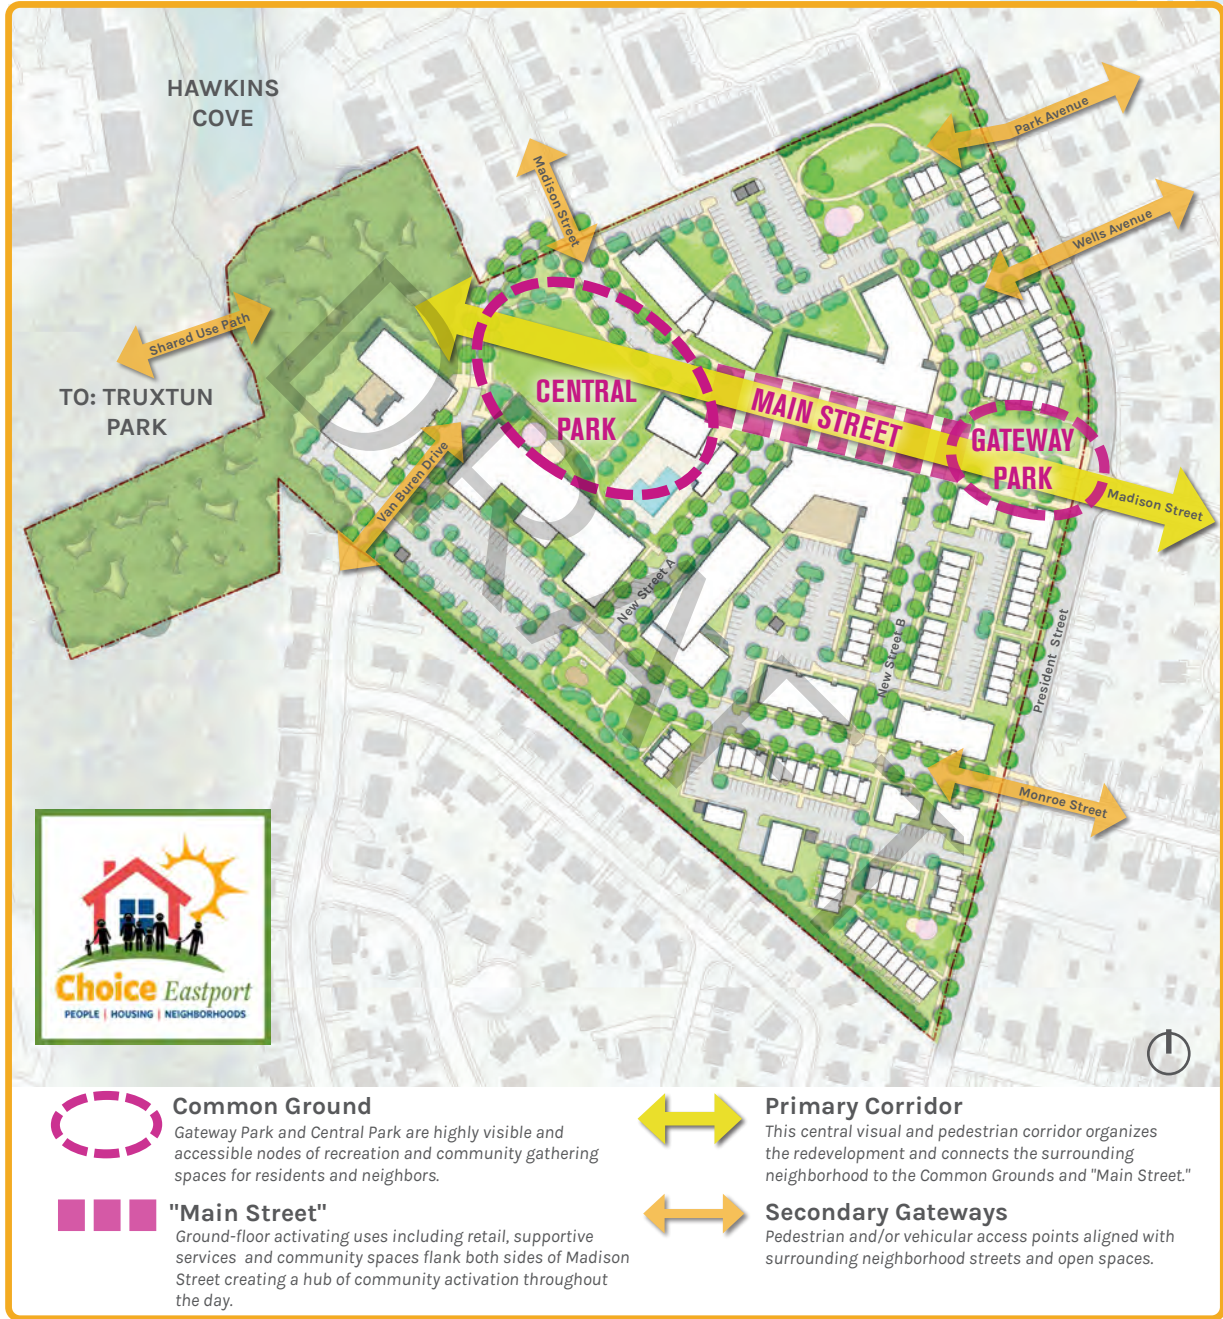 HAWKINS
COVE
Park Avenue
Madison Street
Wells Avenue
Shared Use Path
TO: TRUXTUN
PARK
CENTRAL
PARK
MAIN STREET
GATEWAY
PARK
Madison Street
Van Buren Drive
New Street A
New Street B
President Street
Monroe Street
DRAFT
Choice Eastport
PEOPLE | HOUSING | NEIGHBORHOODS
Common Ground
Gateway Park and Central Park are highly visible and
accessible nodes of recreation and community gathering
spaces for residents and neighbors.
"Main Street"
Ground-floor activating uses including retail, supportive
services and community spaces flank both sides of Madison
Street creating a hub of community activation throughout
the day.
Primary Corridor
This central visual and pedestrian corridor organizes
the redevelopment and connects the surrounding
neighborhood to the Common Grounds and "Main Street."
Secondary Gateways
Pedestrian and/or vehicular access points aligned with
surrounding neighborhood streets and open spaces.